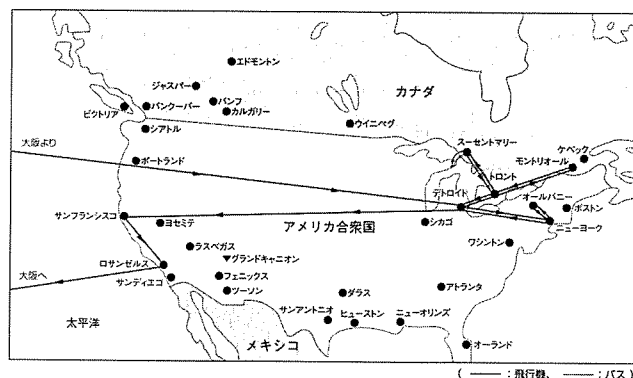 エドモントン
ジャスパー
カナダ
バンフ
カルガリー
ビクトリア
バンクーバー
シアトル
ウイニペグ
スーセントマリー
ケベック
モントリオール
大阪より
ポートランド
トロント
デトロイト
オールバニー
ボストン
ニューヨーク
サンフランシスコ
ヨセミテ
アメリカ合衆国
シカゴ
ワシントン
ラスベガス
グランドキャニオン
ロサンゼルス
大阪へ
サンディエゴ
フェニックス
ツーソン
ダラス
アトランタ
太平洋
サンアントニオ
ヒューストン
ニューオリンズ
メキシコ
オーランド
( ―― : 飛行機、 ―― : バス )